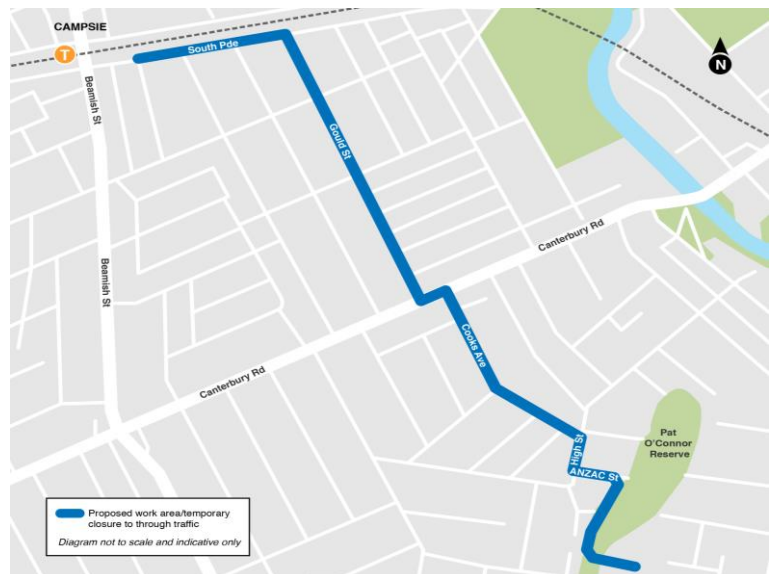 CAMPSIE
T
South Pde
N
Beamish St
Gould St
Canterbury Rd
Beamish St
Cooks Ave
Canterbury Rd
High St
ANZAC St
Pat
O'Connor
Reserve
Proposed work area/temporary
closure to through traffic
Diagram not to scale and indicative only